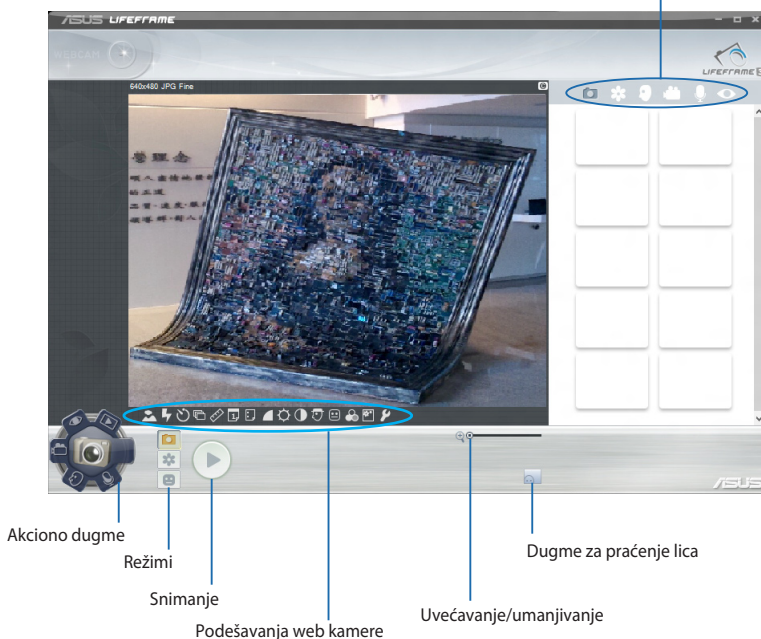 ASUS LIFEFRAME
WEBCAM
LIFEFRAME
640x480 JPG Fine
ASUS
Akciono dugme
Režimi
Snimanje
Podešavanja web kamere
Uvećavanje/umanjivanje
Dugme za praćenje lica